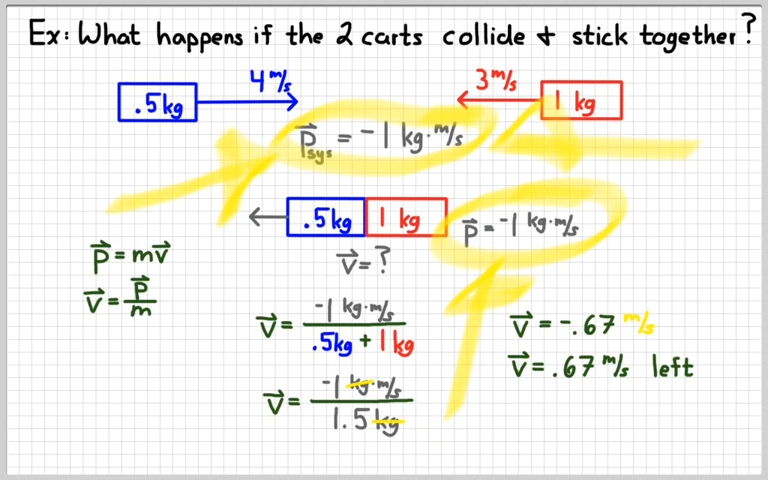 Ex: What happens if the 2 carts collide & stick together?
4 m/s
3 m/s
.5kg
1 kg
p⃗sys = -1 kg·m/s
.5kg 1 kg
p⃗ = -1 kg·m/s
v⃗ = ?
p⃗ = mv⃗
v⃗ = p⃗/m
v⃗ = -1 kg·m/s / .5kg + 1kg
v⃗ = -.67 m/s
v⃗ = .67 m/s left
v⃗ = -1 kg·m/s / 1.5 kg